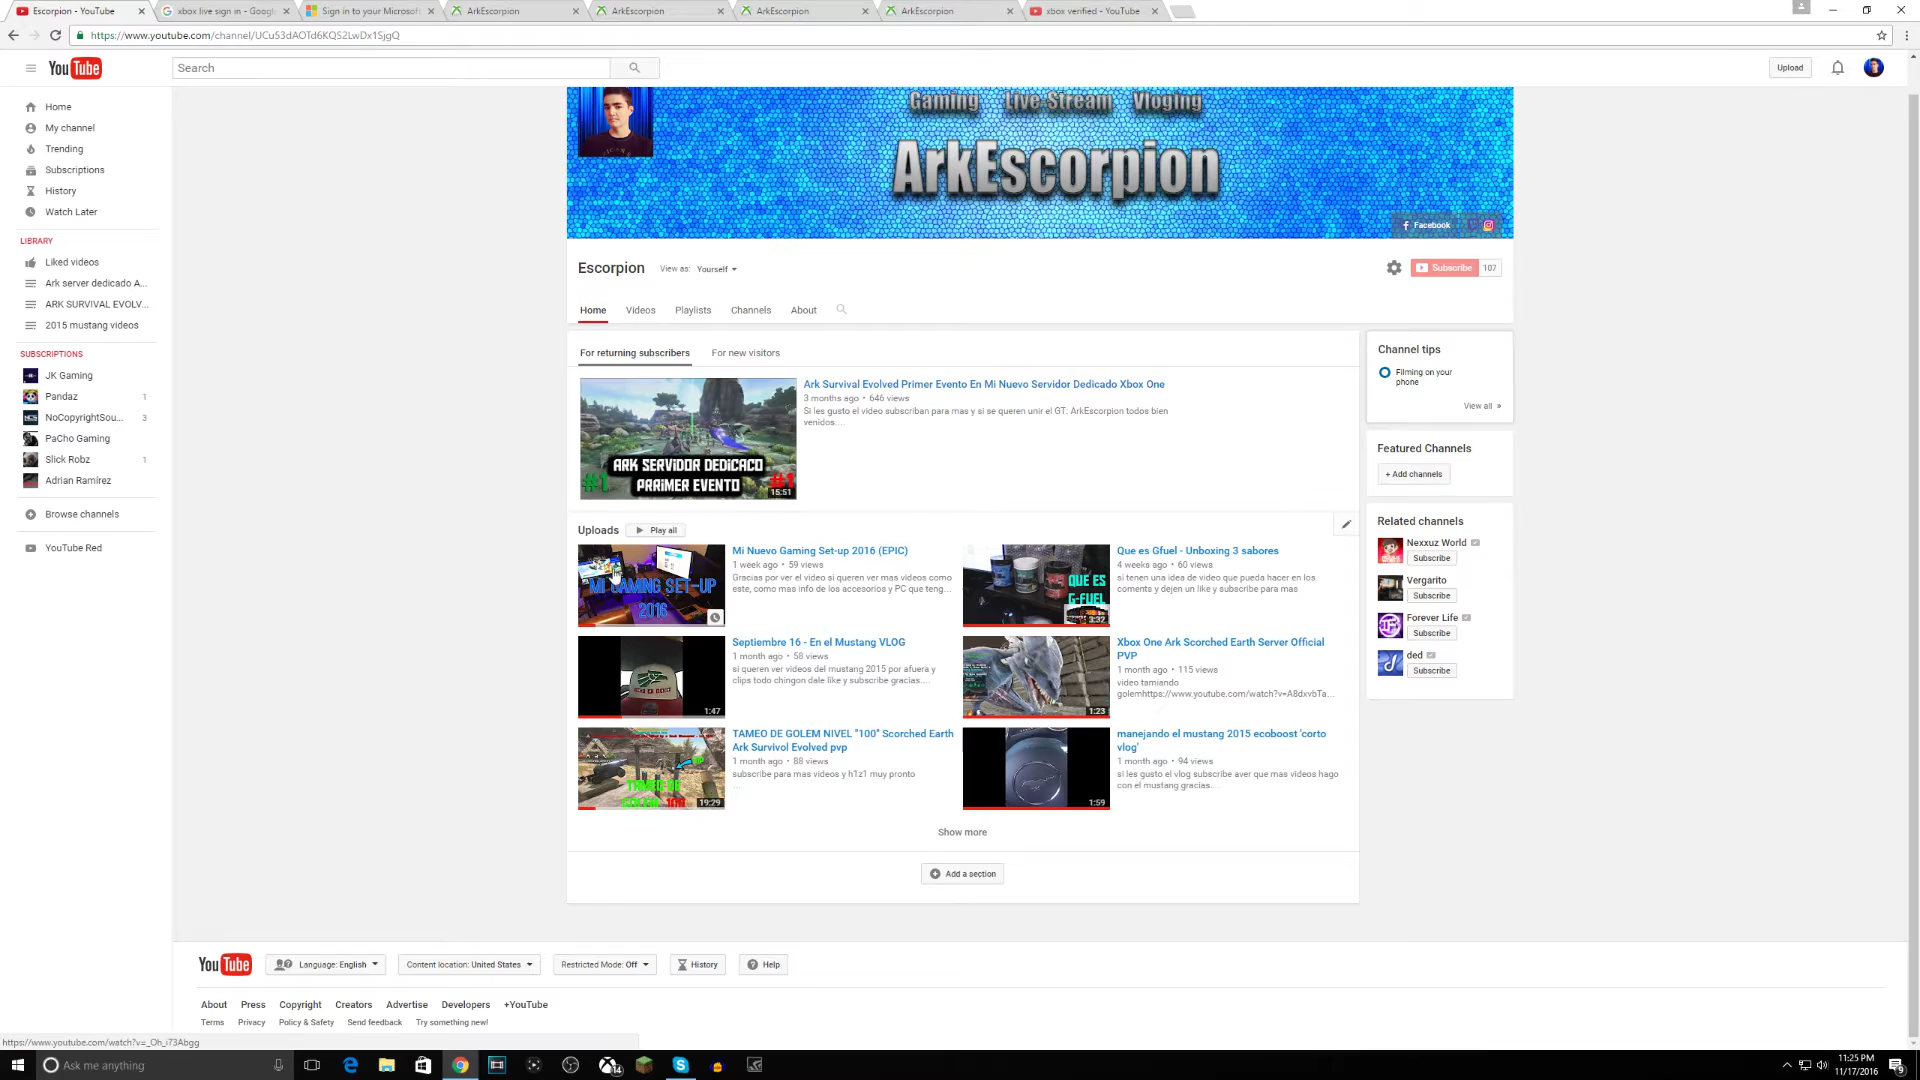 Escorpion - YouTube
xbox live sign in - Googl
Sign in to your Microsoft
ArkEscorpion
ArkEscorpion
ArkEscorpion
ArkEscorpion
xbox verified - YouTube
https://www.youtube.com/channel/UCu53dAOTd6KQS2LwDx1SjgQ
YouTube
Search
Upload
Home
My channel
Trending
Subscriptions
History
Watch Later
LIBRARY
Liked videos
Ark server dedicado A...
ARK SURVIVAL EVOLV...
2015 mustang videos
SUBSCRIPTIONS
JK Gaming
Pandaz 1
NoCopyrightSou... 3
PaCho Gaming
Slick Robz 1
Adrian Ramírez
Browse channels
YouTube Red
Gaming Live-Stream Vloging
ArkEscorpion
Facebook
Escorpion View as: Yourself
Subscribe 107
Home Videos Playlists Channels About
For returning subscribers For new visitors
ARK SERVIDOR DEDICACO
#1 PRARIMER EVENTO #1
15:51
Ark Survival Evolved Primer Evento En Mi Nuevo Servidor Dedicado Xbox One
3 months ago • 646 views
Si les gusto el video subscriban para mas y si se queren unir el GT: ArkEscorpion todos bien
venidos....
Uploads Play all
MI GAMING SET-UP
2016
Mi Nuevo Gaming Set-up 2016 (EPIC)
1 week ago • 59 views
Gracias por ver el video si queren ver mas videos como
este, como mas info de los accesorios y PC que teng...
QUE ES
G-FUEL
3:32
Que es Gfuel - Unboxing 3 sabores
4 weeks ago • 60 views
si tienen una idea de video que pueda hacer en los
coments y dejen un like y subscribe para mas
1:47
Septiembre 16 - En el Mustang VLOG
1 month ago • 58 views
si queren ver videos del mustang 2015 por afuera y
clips todo chingon dale like y subscribe gracias....
1:23
Xbox One Ark Scorched Earth Server Official
PVP
1 month ago • 115 views
video tamiando
golemhttps://www.youtube.com/watch?v=A8dxvbTa...
TAMEO DE
GOLEM 100
19:29
TAMEO DE GOLEM NIVEL "100" Scorched Earth
Ark Survivol Evolved pvp
1 month ago • 88 views
subscribe para mas videos y h1z1 muy pronto
...
1:59
manejando el mustang 2015 ecoboost 'corto
vlog'
1 month ago • 94 views
si les gusto el vlog subscribe aver que mas videos hago
con el mustang gracias....
Show more
Add a section
Channel tips
Filming on your
phone
View all »
Featured Channels
+ Add channels
Related channels
Nexxuz World
Subscribe
Vergarito
Subscribe
Forever Life
Subscribe
ded
Subscribe
YouTube Language: English Content location: United States Restricted Mode: Off History Help
About Press Copyright Creators Advertise Developers +YouTube
Terms Privacy Policy & Safety Send feedback Try something new!
https://www.youtube.com/watch?v=_Oh_i73Abgg
Ask me anything
14
11:25 PM
11/17/2016
9